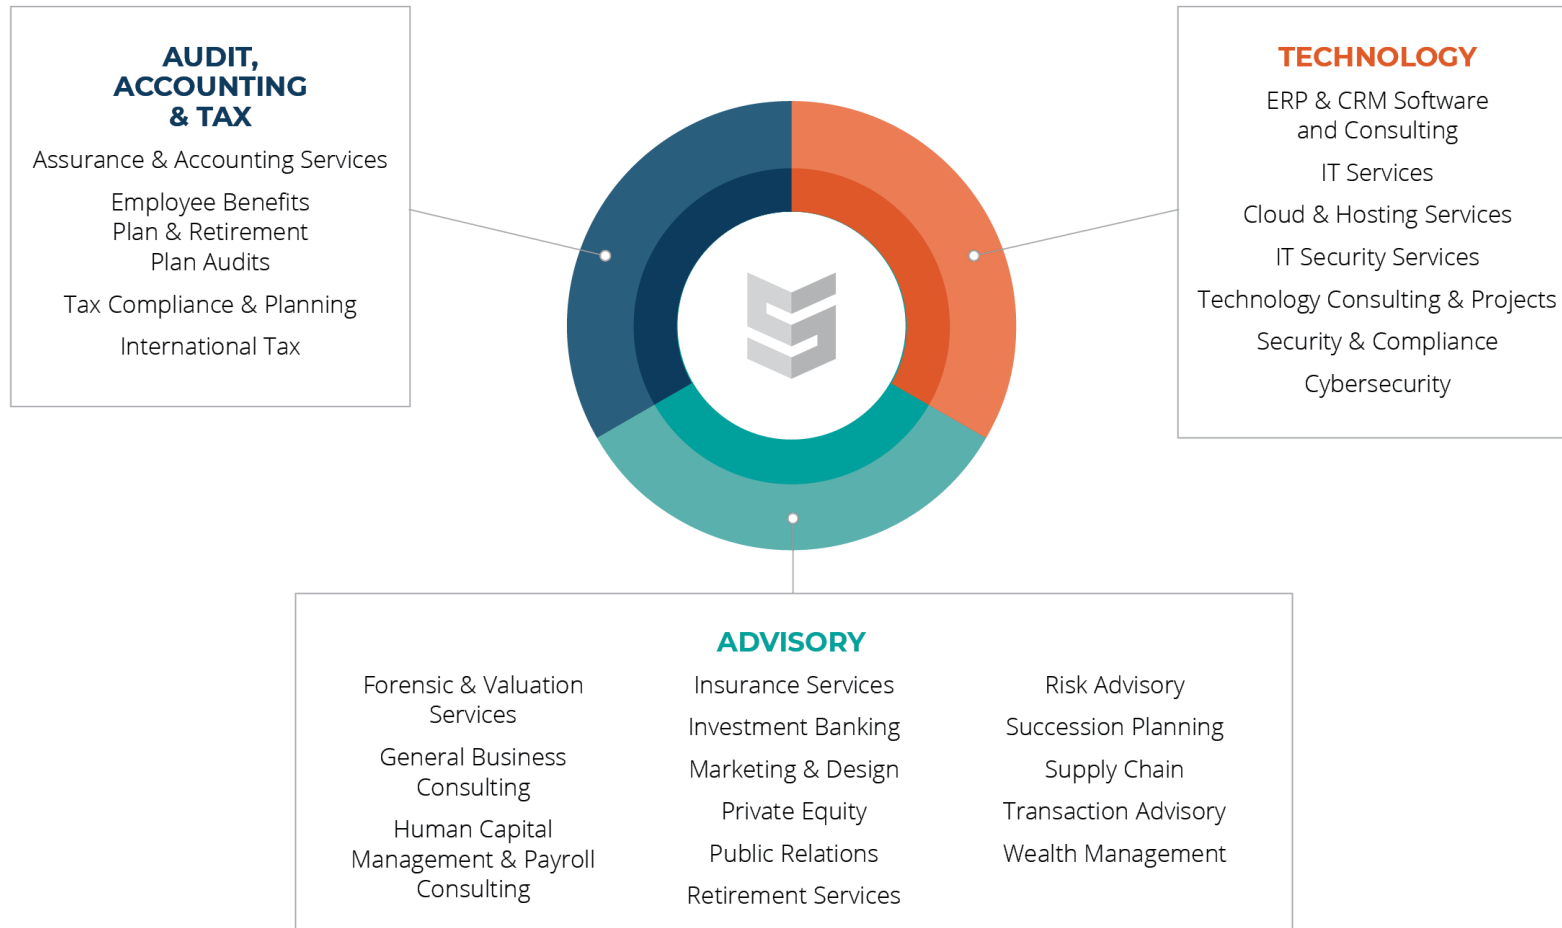 AUDIT,
ACCOUNTING
& TAX
Assurance & Accounting Services
Employee Benefits
Plan & Retirement
Plan Audits
Tax Compliance & Planning
International Tax
TECHNOLOGY
ERP & CRM Software
and Consulting
IT Services
Cloud & Hosting Services
IT Security Services
Technology Consulting & Projects
Security & Compliance
Cybersecurity
ADVISORY
Forensic & Valuation
Services
General Business
Consulting
Human Capital
Management & Payroll
Consulting
Insurance Services
Investment Banking
Marketing & Design
Private Equity
Public Relations
Retirement Services
Risk Advisory
Succession Planning
Supply Chain
Transaction Advisory
Wealth Management